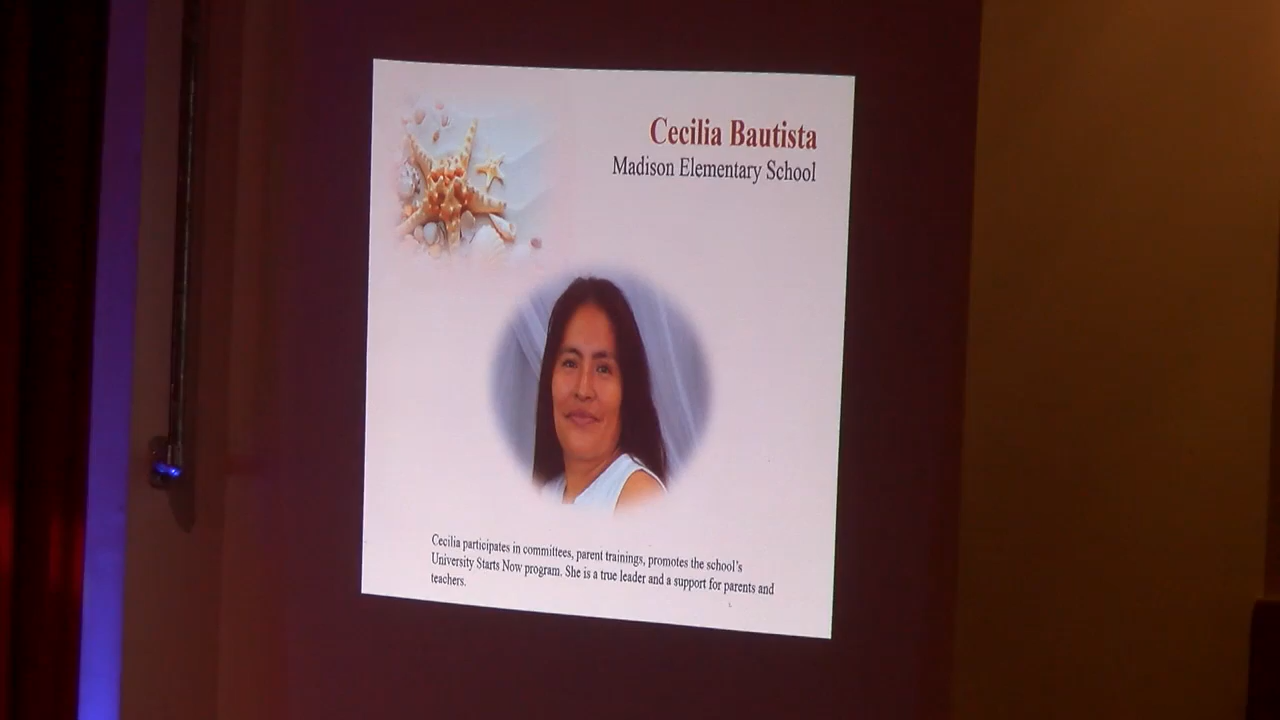 Cecilia Bautista
Madison Elementary School
Cecilia participates in committees, parent trainings, promotes the school's
University Starts Now program. She is a true leader and a support for parents and
teachers.